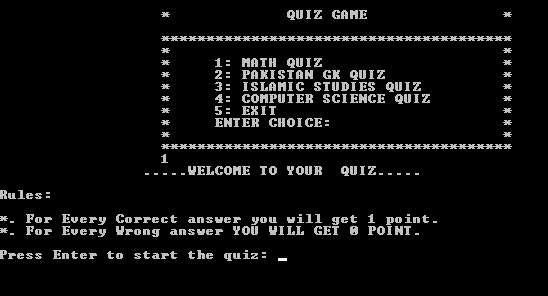 * QUIZ GAME *
***************************************
* *
* 1: MATH QUIZ *
* 2: PAKISTAN GK QUIZ *
* 3: ISLAMIC STUDIES QUIZ *
* 4: COMPUTER SCIENCE QUIZ *
* 5: EXIT *
* ENTER CHOICE: *
* *
***************************************
1
.....WELCOME TO YOUR QUIZ.....
Rules:
*. For Every Correct answer you will get 1 point.
*. For Every Wrong answer YOU WILL GET 0 POINT.
Press Enter to start the quiz: _